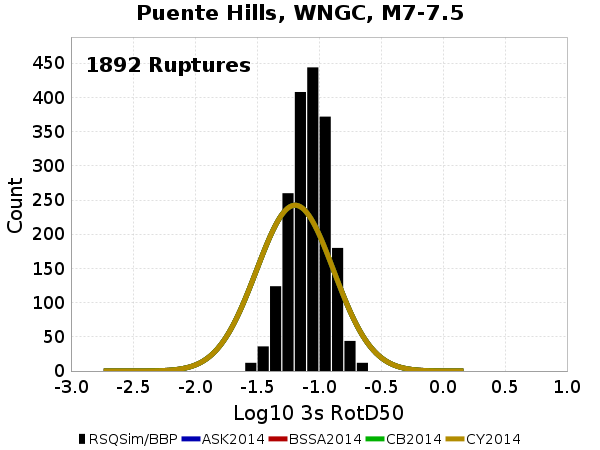 Puente Hills, WNGC, M7-7.5
1892 Ruptures
Count
450
400
350
300
250
200
150
100
50
0
-3.0 -2.5 -2.0 -1.5 -1.0 -0.5 0.0 0.5 1.0
Log10 3s RotD50
RSQSim/BBP ASK2014 BSSA2014 CB2014 CY2014